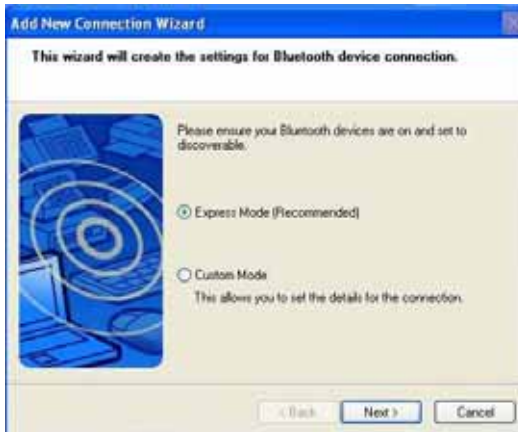 Add New Connection Wizard
This wizard will create the settings for Bluetooth device connection.
Please ensure your Bluetooth devices are on and set to
discoverable.
Express Mode (Recommended)
Custom Mode
This allows you to set the details for the connection.
< Back
Next >
Cancel